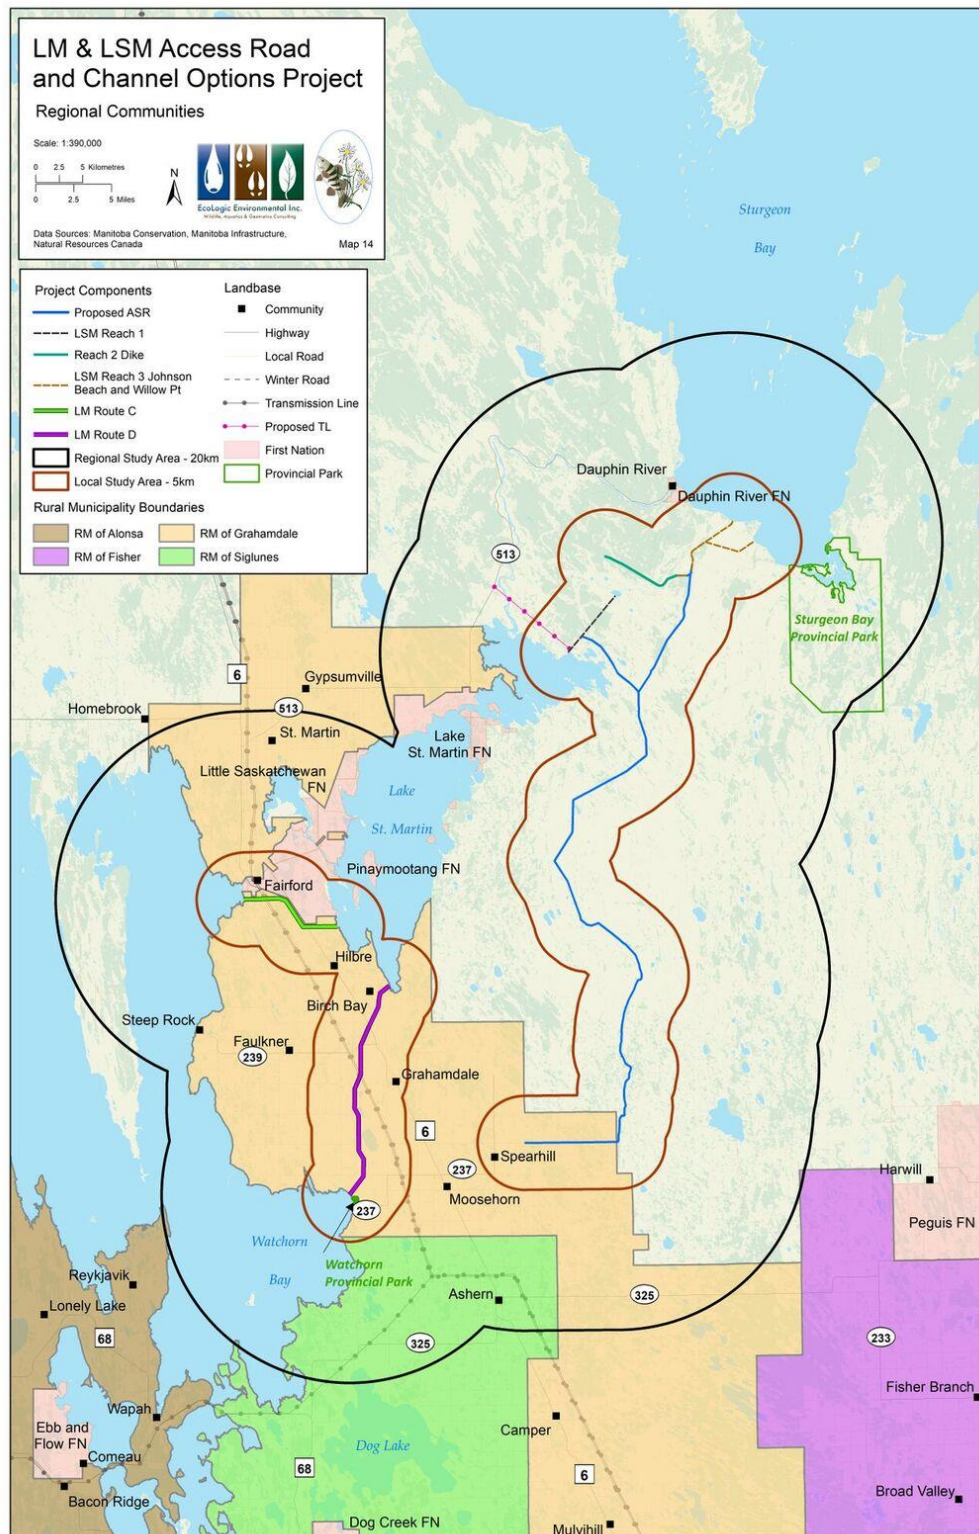 LM & LSM Access Road
and Channel Options Project
Regional Communities
Scale: 1:390,000
0 2.5 5 Kilometres
0 2.5 5 Miles
N
EcoLogic Environmental Inc.
Wildlife, Aquatics & Geomatics Consulting
Data Sources: Manitoba Conservation, Manitoba Infrastructure,
Natural Resources Canada
Map 14
Project Components
Proposed ASR
LSM Reach 1
Reach 2 Dike
LSM Reach 3 Johnson
Beach and Willow Pt
LM Route C
LM Route D
Regional Study Area - 20km
Local Study Area - 5km
Landbase
Community
Highway
Local Road
Winter Road
Transmission Line
Proposed TL
First Nation
Provincial Park
Rural Municipality Boundaries
RM of Alonsa
RM of Grahamdale
RM of Fisher
RM of Siglunes
Sturgeon
Bay
Dauphin River
Dauphin River FN
513
Sturgeon Bay
Provincial Park
6
Gypsumville
513
Homebrook
St. Martin
Lake
St. Martin FN
Little Saskatchewan
FN
Lake
St. Martin
Pinaymootang FN
Fairford
Hilbre
Birch Bay
Steep Rock
Faulkner
239
Grahamdale
6
Spearhill
237
Moosehorn
Harwill
Peguis FN
237
Watchorn
Bay
Watchorn
Provincial Park
Reykjavik
Lonely Lake
Ashern
325
68
325
233
Fisher Branch
Wapah
Ebb and
Flow FN
Camper
Comeau
Dog Lake
68
6
Bacon Ridge
Broad Valley
Dog Creek FN
Mulvihill